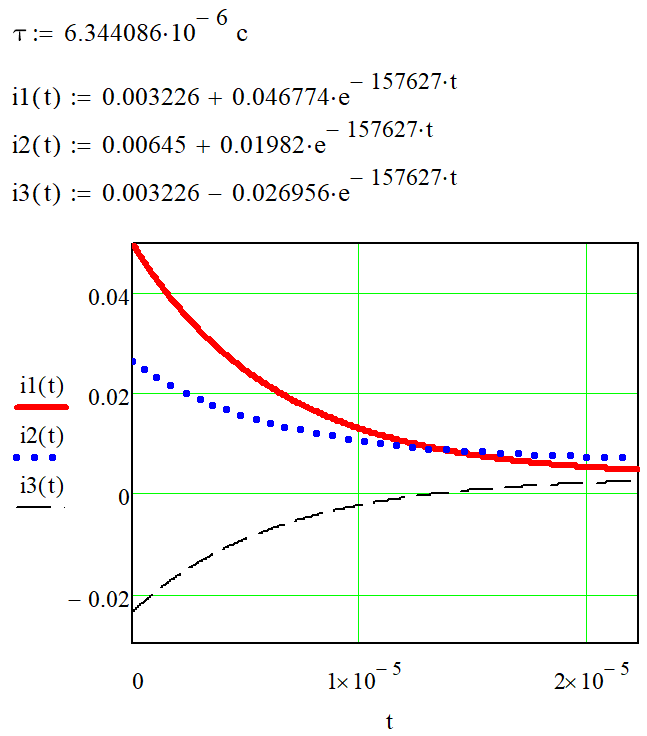 τ := 6.344086·10^-6 c
i1(t) := 0.003226 + 0.046774·e^-157627·t
i2(t) := 0.00645 + 0.01982·e^-157627·t
i3(t) := 0.003226 − 0.026956·e^-157627·t
0.04
0.02
0
−0.02
i1(t)
i2(t)
i3(t)
0 1×10^-5 2×10^-5
t